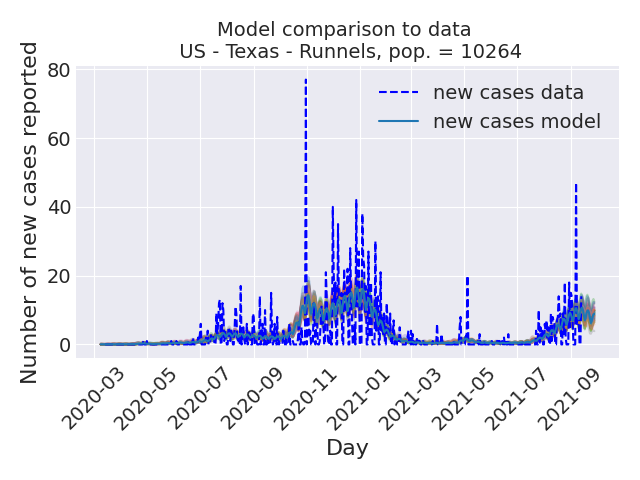 Model comparison to data
US - Texas - Runnels, pop. = 10264
Number of new cases reported
80
60
40
20
0
new cases data
new cases model
2020-03
2020-05
2020-07
2020-09
2020-11
2021-01
2021-03
2021-05
2021-07
2021-09
Day